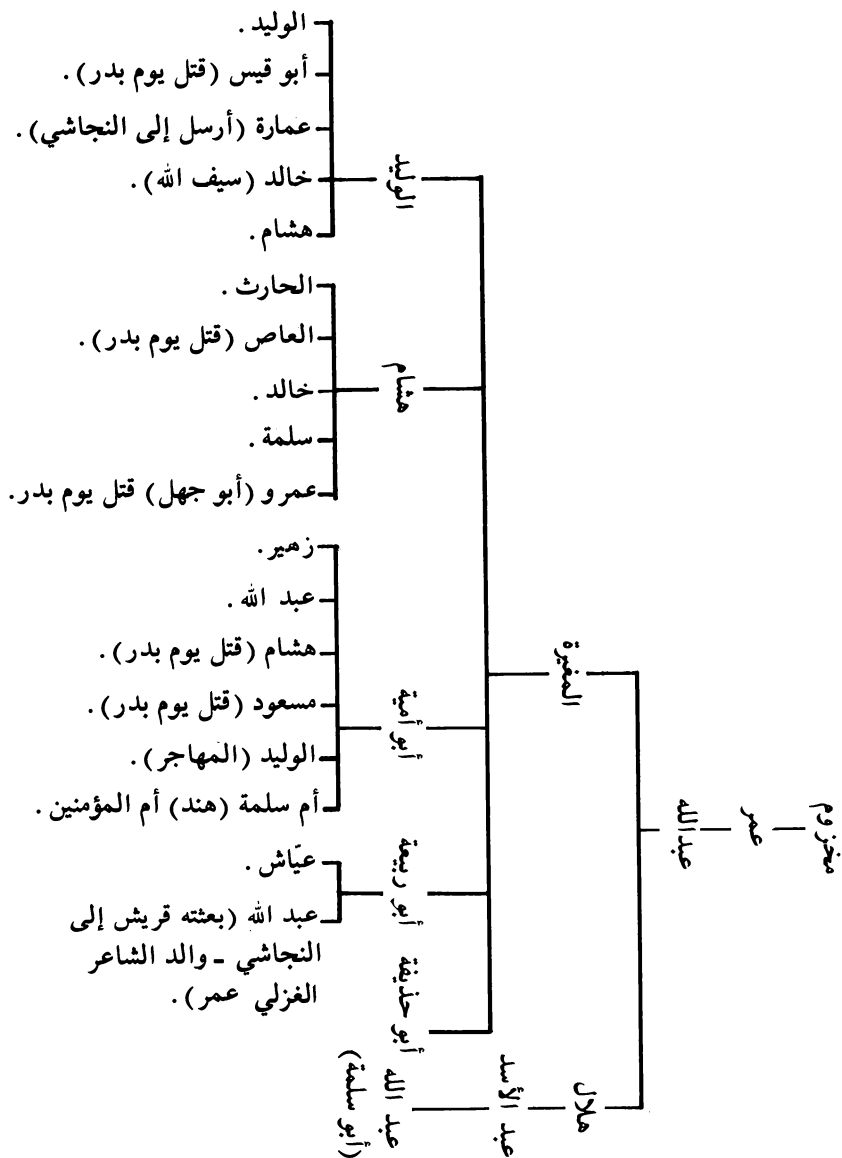 الوليد.
أبو قيس (قتل يوم بدر).
عمارة (أرسل إلى النجاشي).
خالد (سيف الله).
هشام.
الوليد
الحارث.
العاص (قتل يوم بدر).
خالد.
سلمة.
عمرو (أبو جهل) قتل يوم بدر.
هشام
زهير.
عبد الله.
هشام (قتل يوم بدر).
مسعود (قتل يوم بدر).
الوليد (المهاجر).
أم سلمة (هند) أم المؤمنين.
أبو أمية
عيّاش.
عبد الله (بعثته قريش إلى
النجاشي - والد الشاعر
الغزلي عمر).
أبو ربيعة
أبو حذيفة
المغيرة
مخزوم
عمر
عبدالله
هلال
عبد الأسد
عبد الله
(أبو سلمة)